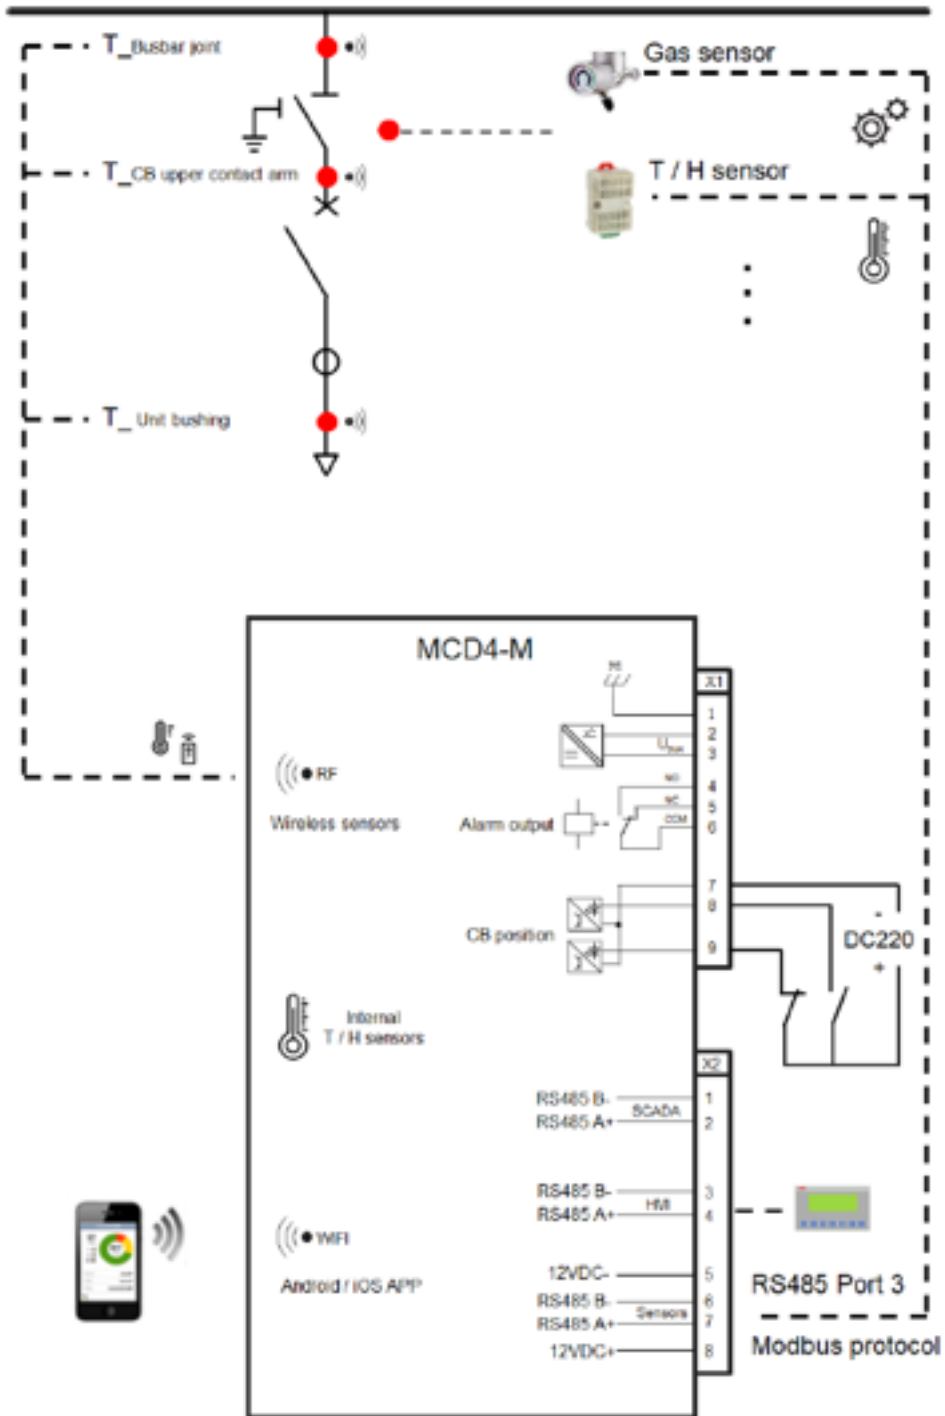 T_Busbar joint
Gas sensor
T_CB upper contact arm
T / H sensor
T_ Unit bushing
MCD4-M
X1
1
2
3
NO 4
NC 5
Alarm output COM 6
7
8
CB position
9
-
DC220
+
RF
Wireless sensors
Internal
T / H sensors
X2
RS485 B- 1
SCADA
RS485 A+ 2
RS485 B- 3
HMI
RS485 A+ 4
WIFI
Android / iOS APP
12VDC- 5
RS485 B- 6
Sensors
RS485 A+ 7
12VDC+ 8
RS485 Port 3
Modbus protocol